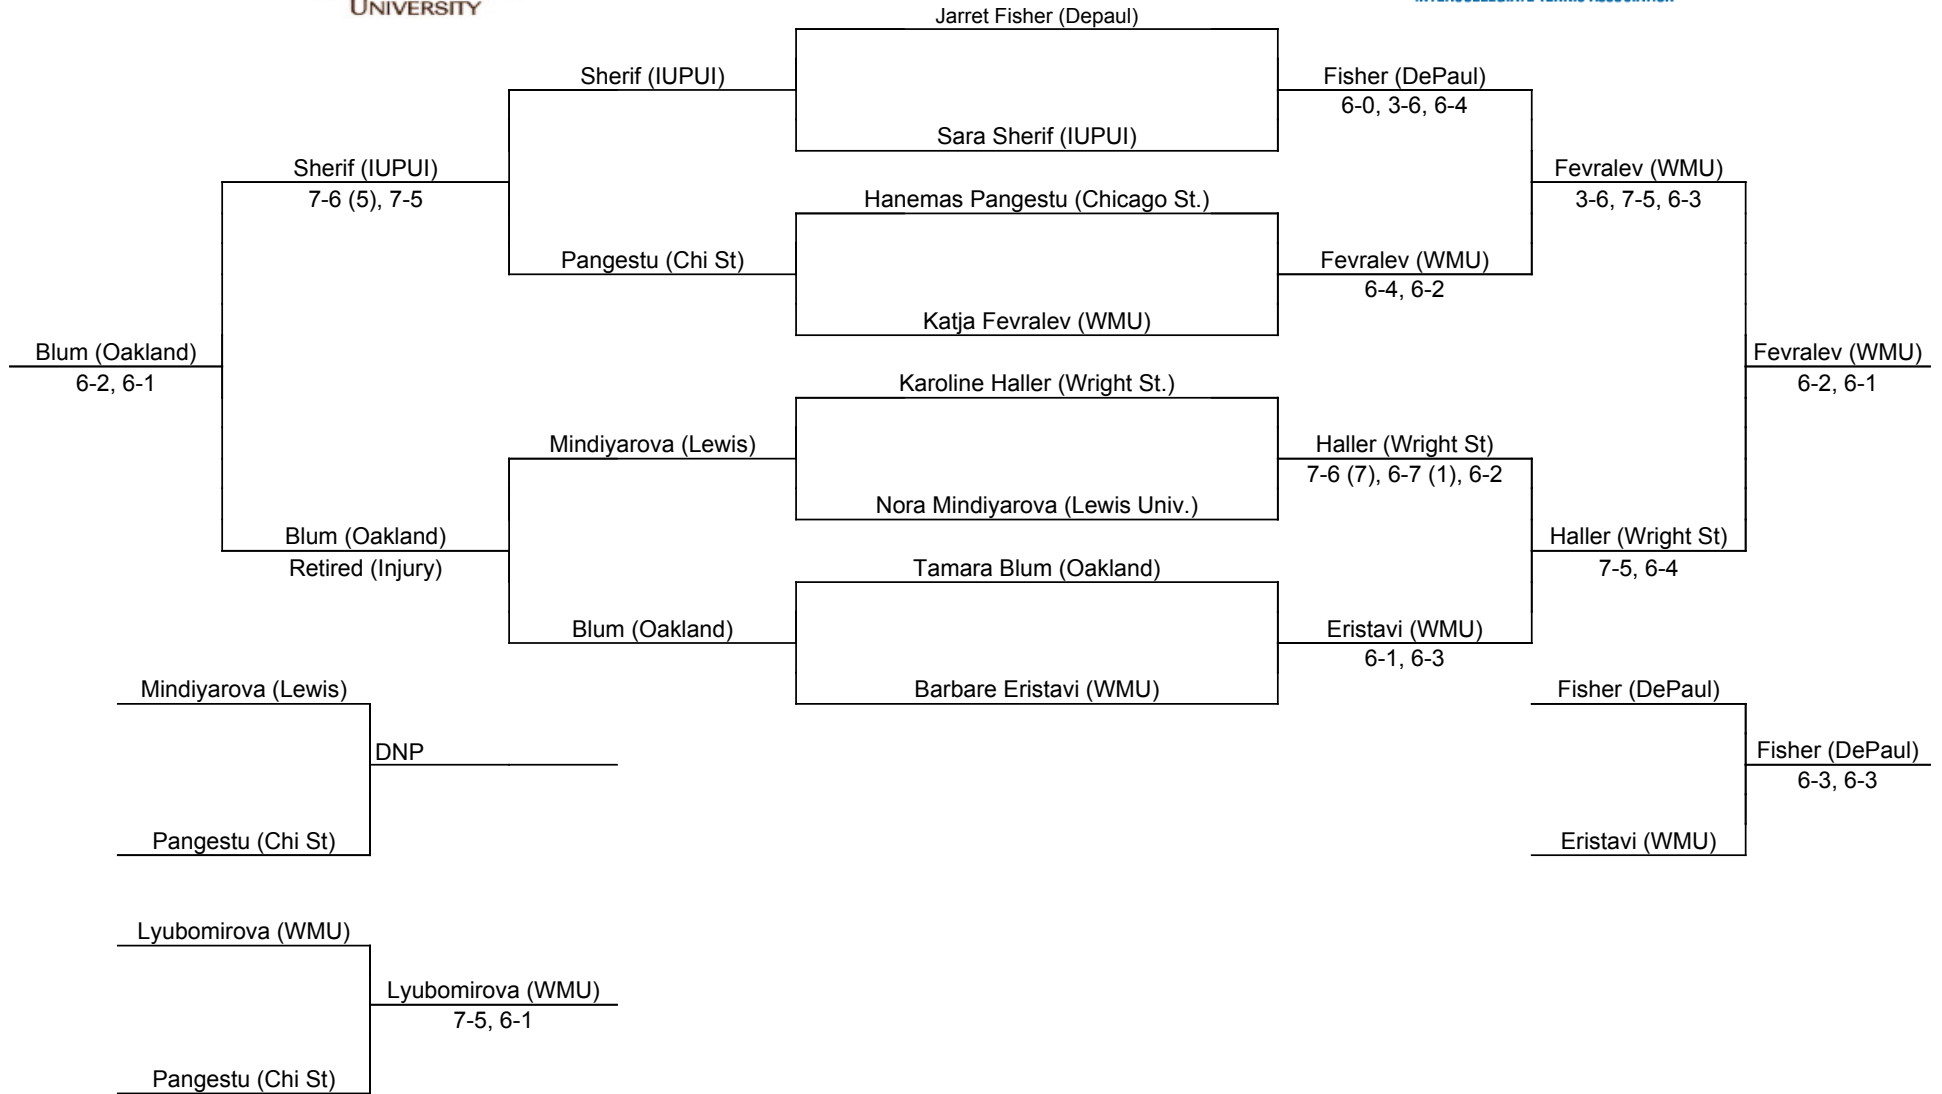 UNIVERSITY
Jarret Fisher (Depaul)
Sherif (IUPUI)
Fisher (DePaul)
6-0, 3-6, 6-4
Sara Sherif (IUPUI)
Sherif (IUPUI)
7-6 (5), 7-5
Fevralev (WMU)
3-6, 7-5, 6-3
Hanemas Pangestu (Chicago St.)
Pangestu (Chi St)
Fevralev (WMU)
6-4, 6-2
Katja Fevralev (WMU)
Blum (Oakland)
6-2, 6-1
Fevralev (WMU)
6-2, 6-1
Karoline Haller (Wright St.)
Mindiyarova (Lewis)
Haller (Wright St)
7-6 (7), 6-7 (1), 6-2
Nora Mindiyarova (Lewis Univ.)
Blum (Oakland)
Retired (Injury)
Haller (Wright St)
7-5, 6-4
Tamara Blum (Oakland)
Blum (Oakland)
Eristavi (WMU)
6-1, 6-3
Barbare Eristavi (WMU)
Mindiyarova (Lewis)
DNP
Pangestu (Chi St)
Fisher (DePaul)
Fisher (DePaul)
6-3, 6-3
Eristavi (WMU)
Lyubomirova (WMU)
Lyubomirova (WMU)
7-5, 6-1
Pangestu (Chi St)